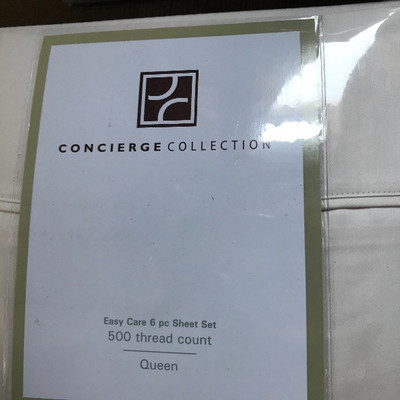 CONCIERGE COLLECTION
Easy Care 6 pc Sheet Set
500 thread count
Queen